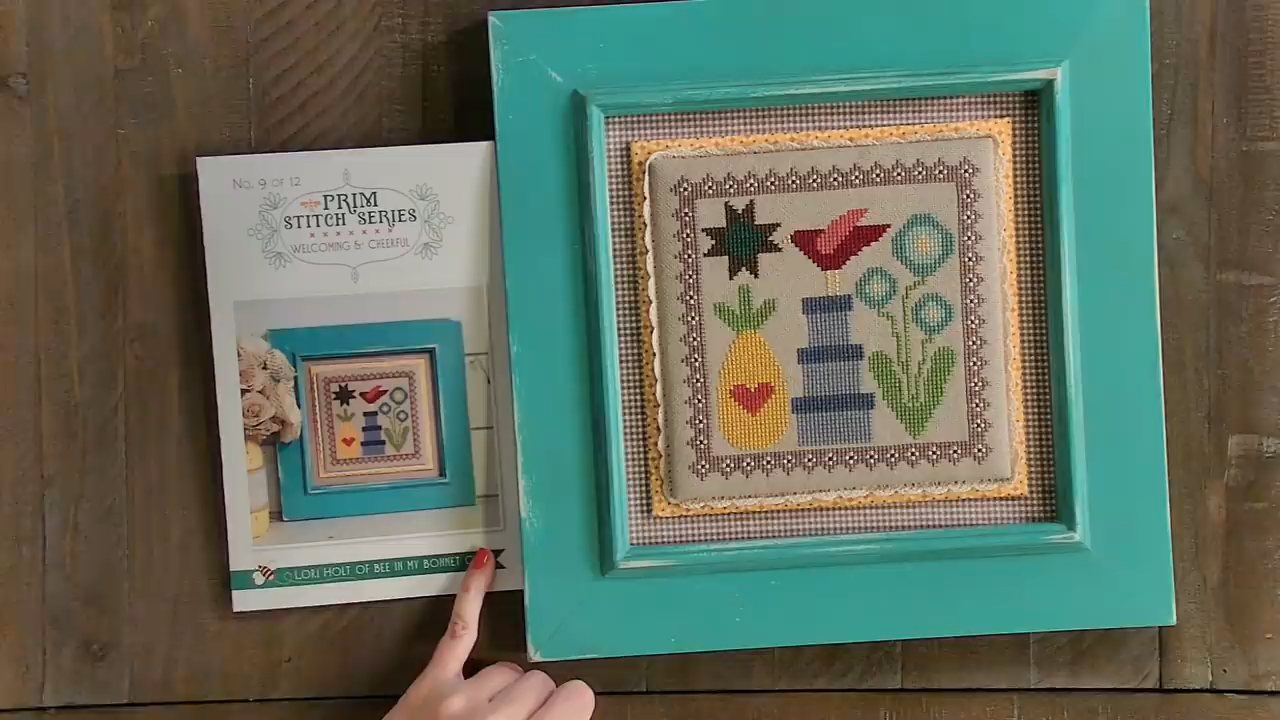 No. 9 OF 12
PRIM
STITCH SERIES
WELCOMING & CHEERFUL
LORI HOLT OF BEE IN MY BONNET